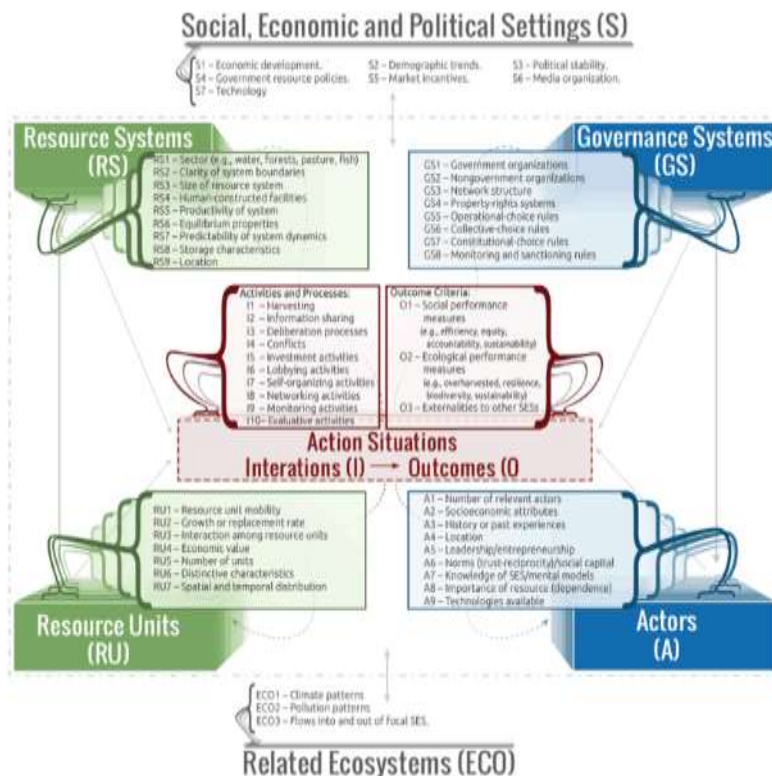 Social, Economic and Political Settings (S)
S1 – Economic development. S2 – Demographic trends. S3 – Political stability.
S4 – Government resource policies. S5 – Market incentives. S6 – Media organization.
S7 – Technology
Resource Systems
(RS)
RS1 – Sector (e.g., water, forests, pasture, fish)
RS2 – Clarity of system boundaries
RS3 – Size of resource system
RS4 – Human-constructed facilities
RS5 – Productivity of system
RS6 – Equilibrium properties
RS7 – Predictability of system dynamics
RS8 – Storage characteristics
RS9 – Location
Governance Systems
(GS)
GS1 – Government organizations
GS2 – Nongovernment organizations
GS3 – Network structure
GS4 – Property-rights systems
GS5 – Operational-choice rules
GS6 – Collective-choice rules
GS7 – Constitutional-choice rules
GS8 – Monitoring and sanctioning rules
Activities and Processes:
I1 – Harvesting
I2 – Information sharing
I3 – Deliberation processes
I4 – Conflicts
I5 – Investment activities
I6 – Lobbying activities
I7 – Self-organizing activities
I8 – Networking activities
I9 – Monitoring activities
I10– Evaluative activities
Outcome Criteria:
O1 – Social performance
measures
(e.g., efficiency, equity,
accountability, sustainability)
O2 – Ecological performance
measures
(e.g., overharvested, resilience,
biodiversity, sustainability)
O3 – Externalities to other SESs
Action Situations
Interations (I) → Outcomes (O
RU1 – Resource unit mobility
RU2 – Growth or replacement rate
RU3 – Interaction among resource units
RU4 – Economic value
RU5 – Number of units
RU6 – Distinctive characteristics
RU7 – Spatial and temporal distribution
Resource Units
(RU)
A1 – Number of relevant actors
A2 – Socioeconomic attributes
A3 – History or past experiences
A4 – Location
A5 – Leadership/entrepreneurship
A6 – Norms (trust-reciprocity)/social capital
A7 – Knowledge of SES/mental models
A8 – Importance of resource (dependence)
A9 – Technologies available
Actors
(A)
ECO1 – Climate patterns
ECO2 – Pollution patterns
ECO3 – Flows into and out of focal SES.
Related Ecosystems (ECO)